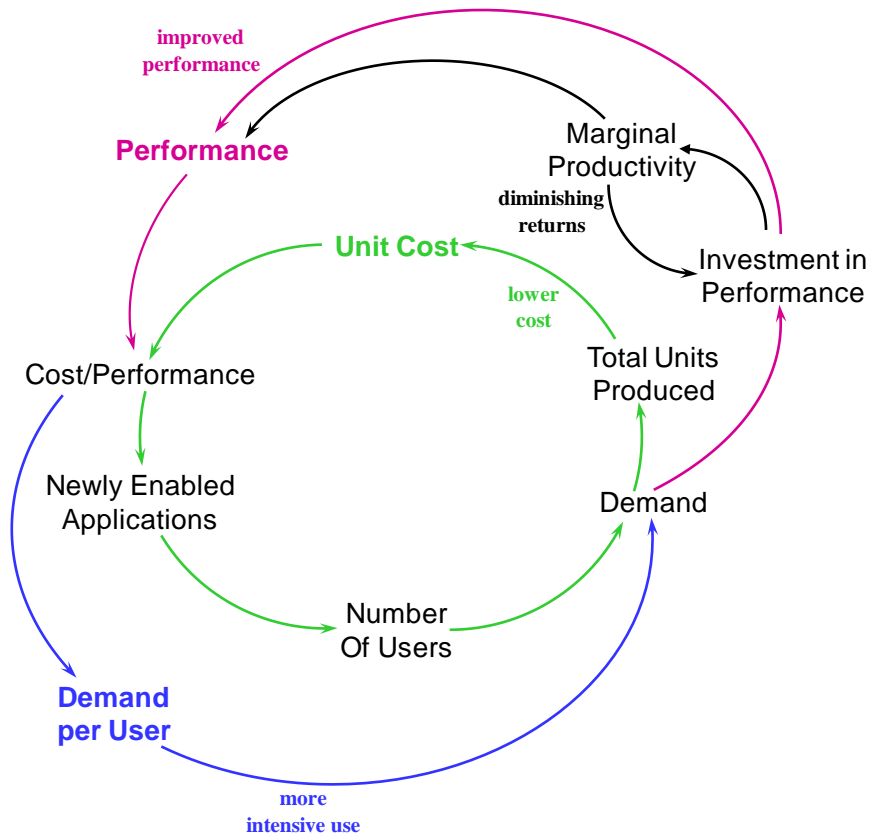 improved
performance
Performance
Marginal
Productivity
diminishing
returns
Unit Cost
Investment in
Performance
lower
cost
Cost/Performance
Total Units
Produced
Newly Enabled
Applications
Demand
Number
Of Users
Demand
per User
more
intensive use